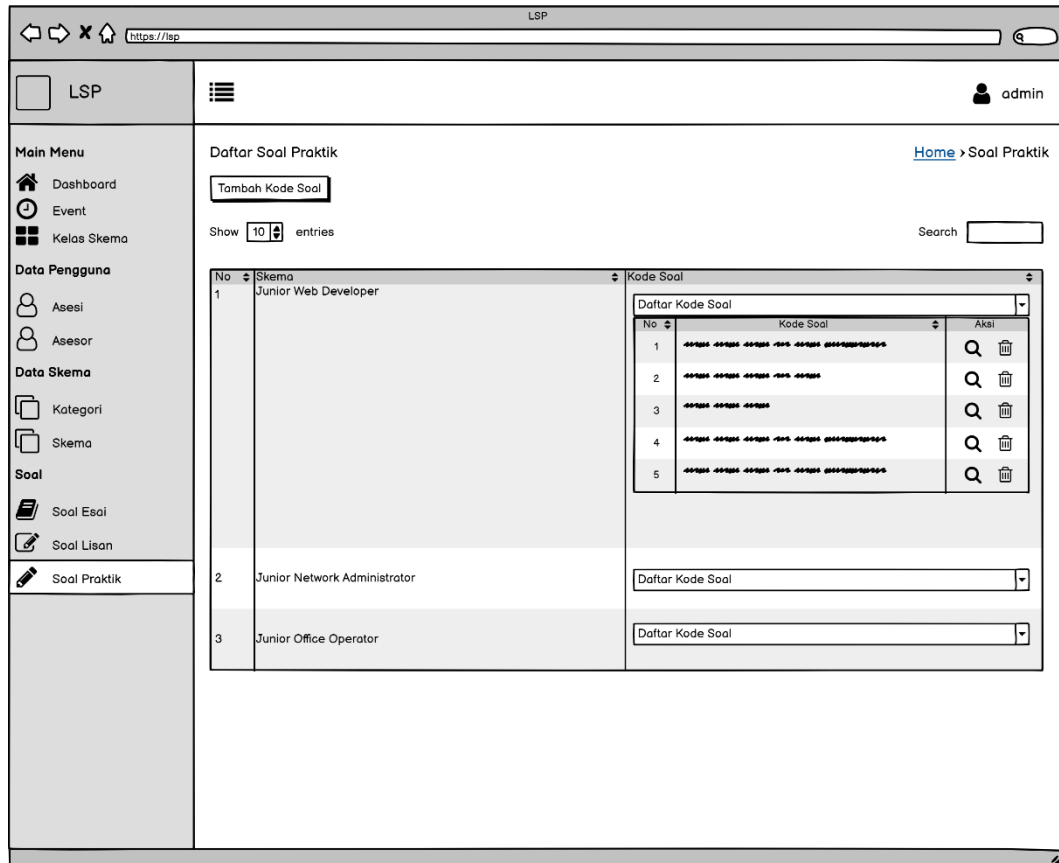 LSP
https://lsp
LSP
admin
Main Menu
Dashboard
Event
Kelas Skema
Data Pengguna
Asesi
Asesor
Data Skema
Kategori
Skema
Soal
Soal Esai
Soal Lisan
Soal Praktik
Daftar Soal Praktik
Home › Soal Praktik
Tambah Kode Soal
Show 10 entries
Search
No Skema Kode Soal
1 Junior Web Developer
Daftar Kode Soal
No Kode Soal Aksi
1
2
3
4
5
2 Junior Network Administrator Daftar Kode Soal
3 Junior Office Operator Daftar Kode Soal